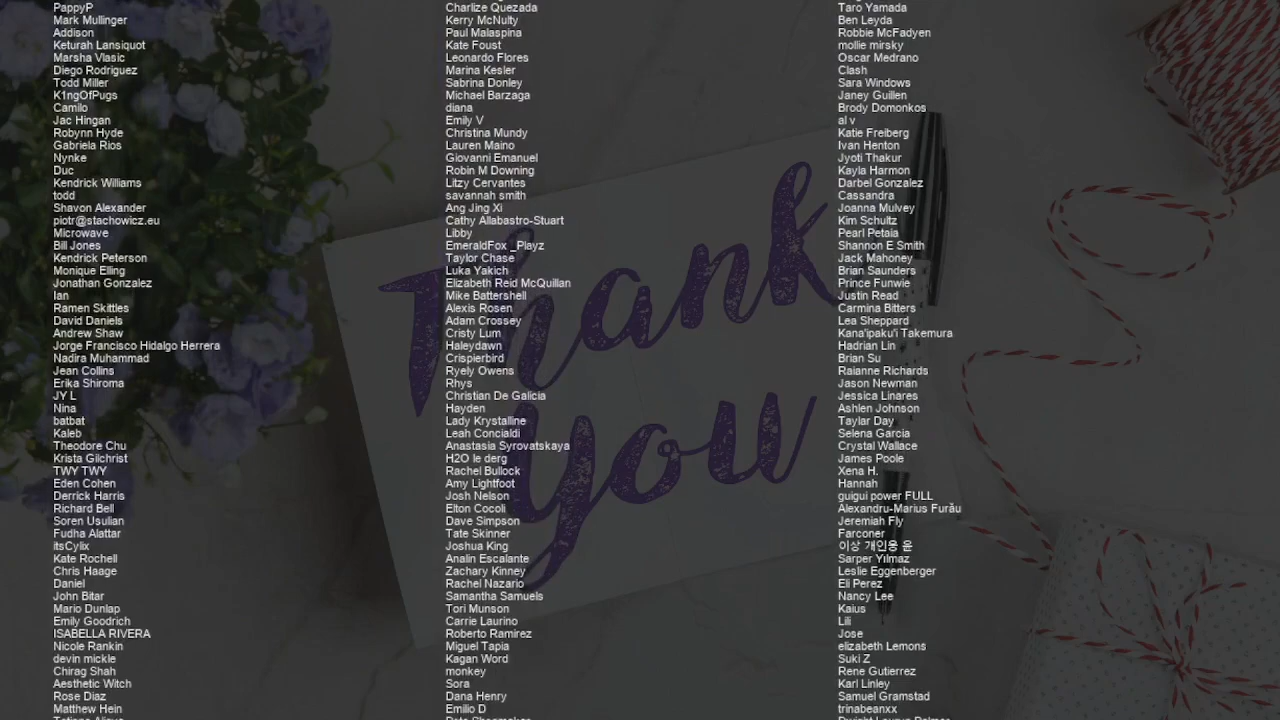 PappyP
Mark Mullinger
Addison
Keturah Lansiquot
Marsha Vlasic
Diego Rodriguez
Todd Miller
K1ngOfPugs
Camilo
Jac Hingan
Robynn Hyde
Gabriela Rios
Nynke
Duc
Kendrick Williams
todd
Shavon Alexander
piotr@stachowicz.eu
Microwave
Bill Jones
Kendrick Peterson
Monique Elling
Jonathan Gonzalez
Ian
Ramen Skittles
David Daniels
Andrew Shaw
Jorge Francisco Hidalgo Herrera
Nadira Muhammad
Jean Collins
Erika Shiroma
JY L
Nina
batbat
Kaleb
Theodore Chu
Krista Gilchrist
TWY TWY
Eden Cohen
Derrick Harris
Richard Bell
Soren Usulian
Fudha Alattar
itsCylix
Kate Rochell
Chris Haage
Daniel
John Bitar
Mario Dunlap
Emily Goodrich
ISABELLA RIVERA
Nicole Rankin
devin mickle
Chirag Shah
Aesthetic Witch
Rose Diaz
Matthew Hein
Charlize Quezada
Kerry McNulty
Paul Malaspina
Kate Foust
Leonardo Flores
Marina Kesler
Sabrina Donley
Michael Barzaga
diana
Emily V
Christina Mundy
Lauren Maino
Giovanni Emanuel
Robin M Downing
Litzy Cervantes
savannah smith
Ang Jing Xi
Cathy Allabastro-Stuart
Libby
EmeraldFox _Playz
Taylor Chase
Luka Yakich
Elizabeth Reid McQuillan
Mike Battershell
Alexis Rosen
Adam Crossey
Cristy Lum
Haleydawn
Crispierbird
Ryely Owens
Rhys
Christian De Galicia
Hayden
Lady Krystalline
Leah Concialdi
Anastasia Syrovatskaya
H2O le derg
Rachel Bullock
Amy Lightfoot
Josh Nelson
Elton Cocoli
Dave Simpson
Tate Skinner
Joshua King
Analin Escalante
Zachary Kinney
Rachel Nazario
Samantha Samuels
Tori Munson
Carrie Laurino
Roberto Ramirez
Miguel Tapia
Kagan Word
monkey
Sora
Dana Henry
Emilio D
Taro Yamada
Ben Leyda
Robbie McFadyen
mollie mirsky
Oscar Medrano
Clash
Sara Windows
Janey Guillen
Brody Domonkos
al v
Katie Freiberg
Ivan Henton
Jyoti Thakur
Kayla Harmon
Darbel Gonzalez
Cassandra
Joanna Mulvey
Kim Schultz
Pearl Petaia
Shannon E Smith
Jack Mahoney
Brian Saunders
Prince Funwie
Justin Read
Carmina Bitters
Lea Sheppard
Kana'ipaku'i Takemura
Hadrian Lin
Brian Su
Raianne Richards
Jason Newman
Jessica Linares
Ashlen Johnson
Taylar Day
Selena Garcia
Crystal Wallace
James Poole
Xena H.
Hannah
guigui power FULL
Alexandru-Marius Furău
Jeremiah Fly
Farconer
이상 개인용 윤
Sarper Yılmaz
Leslie Eggenberger
Eli Perez
Nancy Lee
Kaius
Lili
Jose
elizabeth Lemons
Suki Z
Rene Gutierrez
Karl Linley
Samuel Gramstad
trinabeanxx
Thank
you